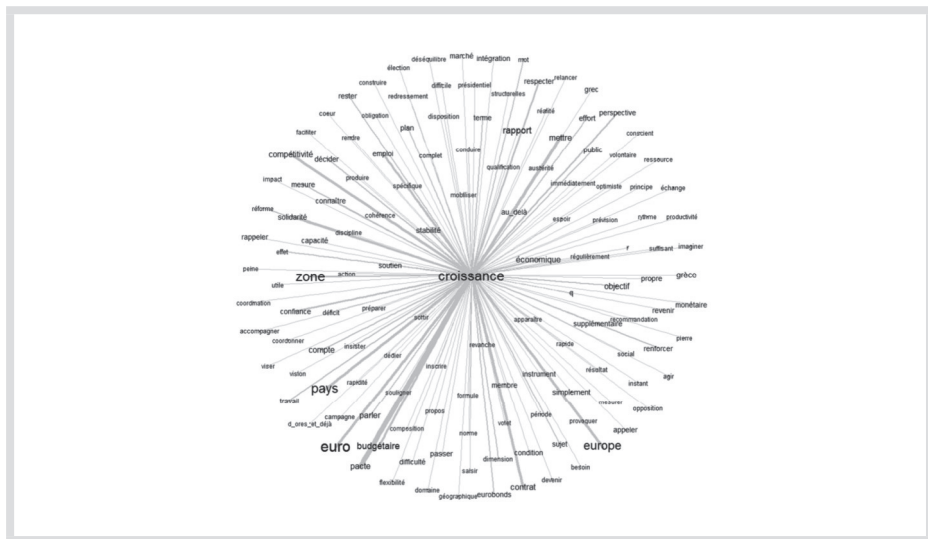 déséquilibre marché intégration mot
élection
construire difficile présidentiel respecter relancer
rester redressement structurelles grec
coeur obligation disposition terme réalité effort perspective
faciliter rendre plan rapport mettre conscient
compétitivité décider emploi complet conduire public volontaire
impact mesure produire spécifique qualification austérité ressource
connaître mobiliser immédiatement optimiste principe échange
réforme solidarité cohérence au_delà espoir prévision rythme productivité
rappeler capacité discipline stabilité
effet économique régulièrement r suffisant imaginer
peine zone action soutien croissance objectif propre grèco
utile q
coordination confiance déficit préparer sortir apparaître supplémentaire recommandation revenir monétaire
accompagner coordonner pierre
viser vision compte insister revanche rapide social renforcer
dédier inscrire résistat instant agir
travail pays rapidité souligner formule membre instrument simplement mesurer opposition
d_ores_et_déjà campagne parler propos période provoquer appeler
composition norme volet
euro budgétaire passer sujet europe
pacte difficulté saisir dimension condition besoin
flexibilité domaine géographique eurobonds contrat devenir